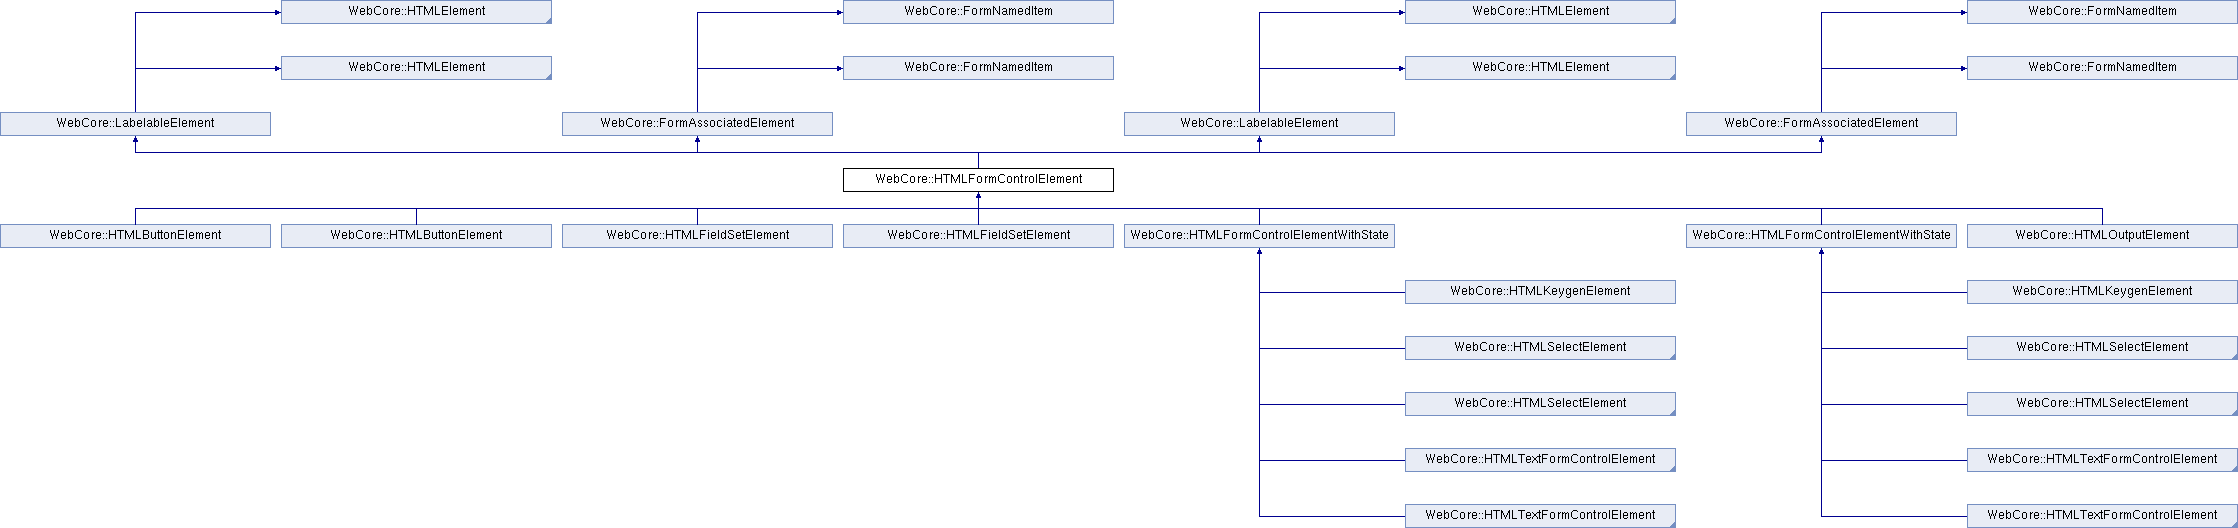 WebCore::HTMLElement
WebCore::FormNamedItem
WebCore::HTMLElement
WebCore::FormNamedItem
WebCore::HTMLElement
WebCore::FormNamedItem
WebCore::HTMLElement
WebCore::FormNamedItem
WebCore::LabelableElement
WebCore::FormAssociatedElement
WebCore::LabelableElement
WebCore::FormAssociatedElement
WebCore::HTMLFormControlElement
WebCore::HTMLButtonElement
WebCore::HTMLButtonElement
WebCore::HTMLFieldSetElement
WebCore::HTMLFieldSetElement
WebCore::HTMLFormControlElementWithState
WebCore::HTMLFormControlElementWithState
WebCore::HTMLOutputElement
WebCore::HTMLKeygenElement
WebCore::HTMLKeygenElement
WebCore::HTMLSelectElement
WebCore::HTMLSelectElement
WebCore::HTMLSelectElement
WebCore::HTMLSelectElement
WebCore::HTMLTextFormControlElement
WebCore::HTMLTextFormControlElement
WebCore::HTMLTextFormControlElement
WebCore::HTMLTextFormControlElement